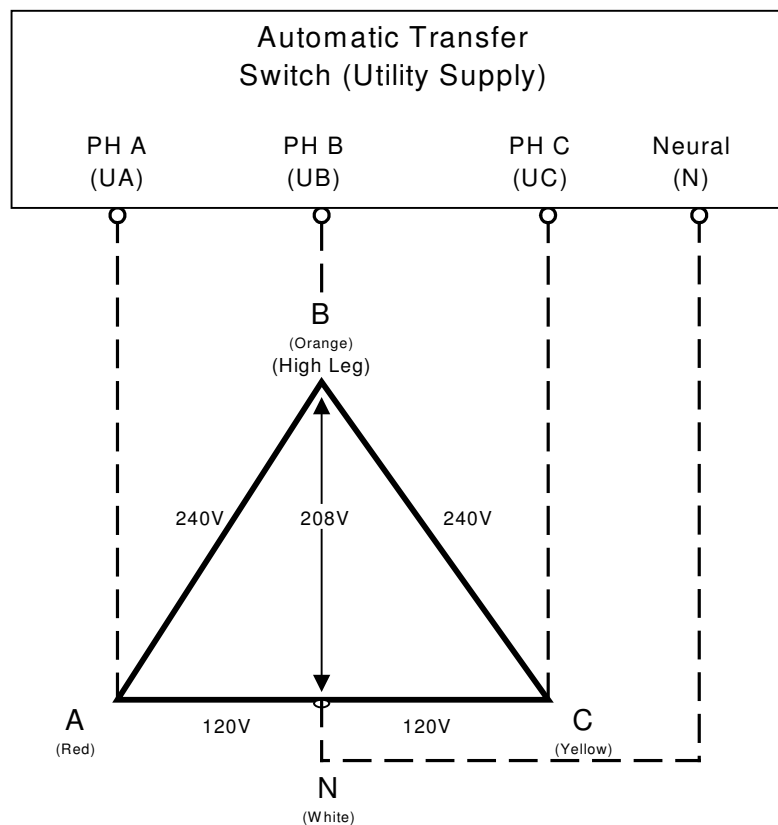 Automatic Transfer
Switch (Utility Supply)
PH A
(UA)
PH B
(UB)
PH C
(UC)
Neural
(N)
B
(Orange)
(High Leg)
240V
208V
240V
A
(Red)
120V
120V
C
(Yellow)
N
(White)